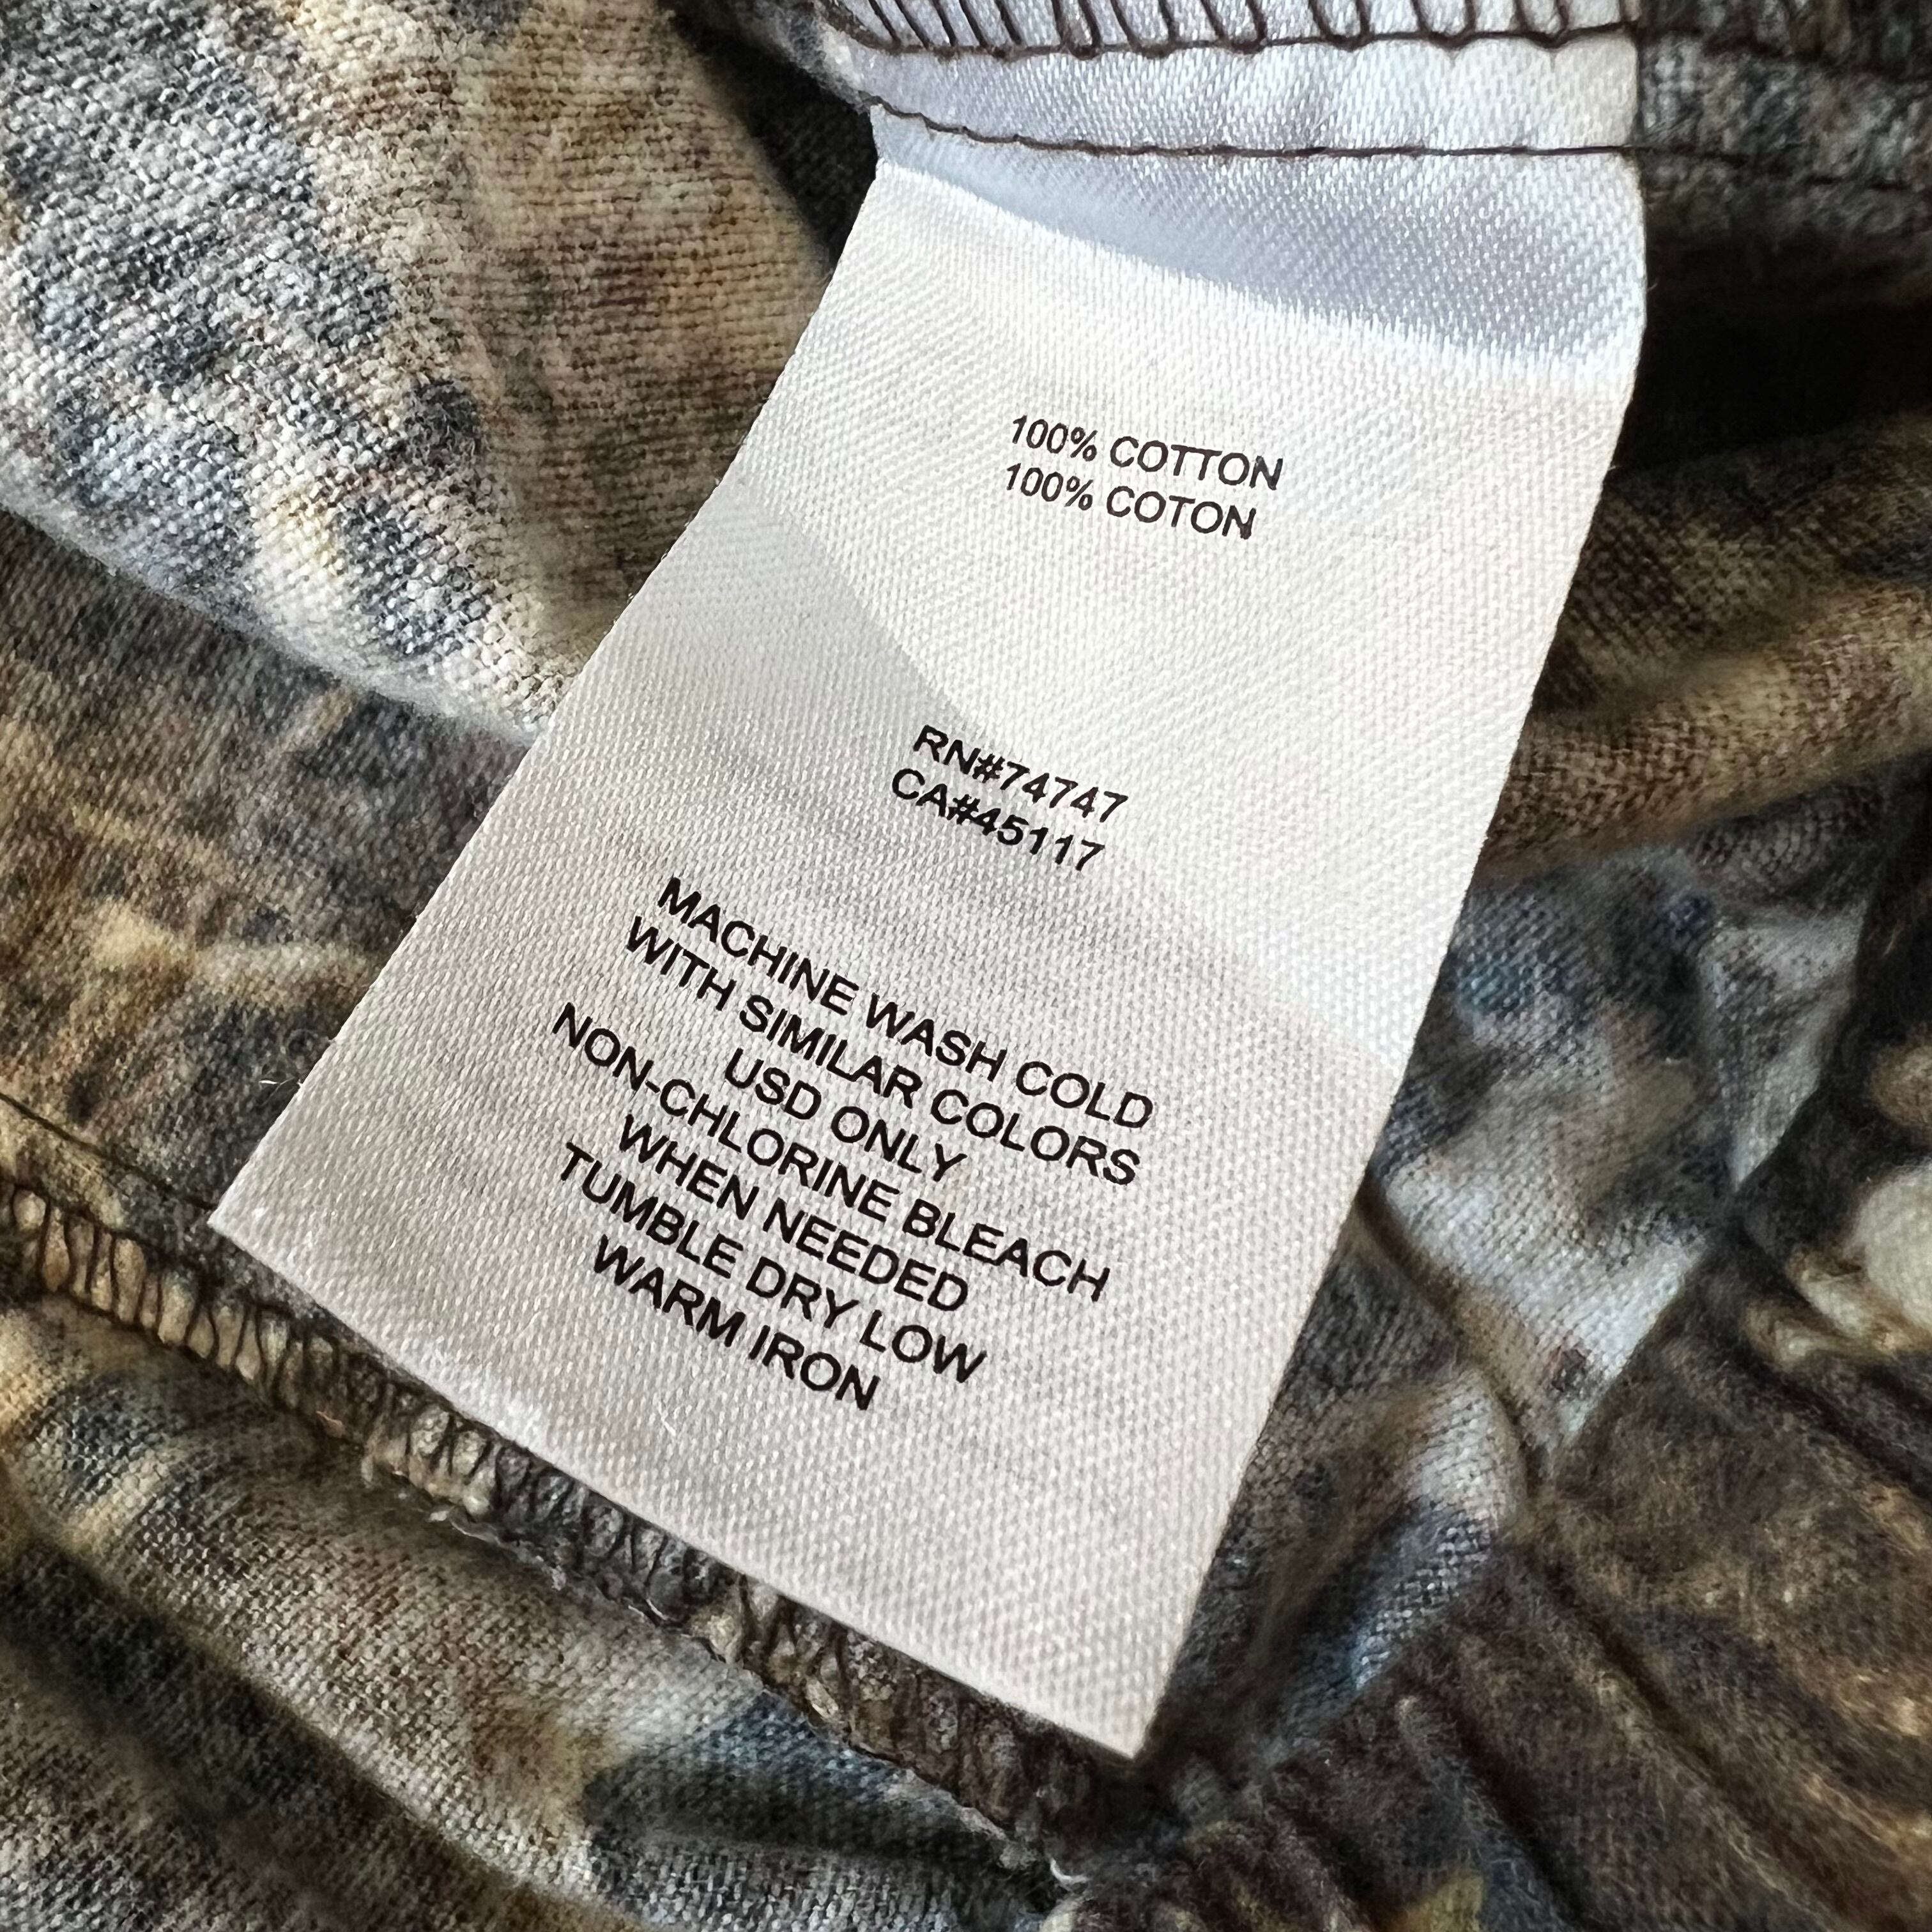 100% COTTON
100% COTON
RN#74747
CA#45117
MACHINE WASH COLD
WITH SIMILAR COLORS
USD ONLY
NON-CHLORINE BLEACH
WHEN NEEDED
TUMBLE DRY LOW
WARM IRON